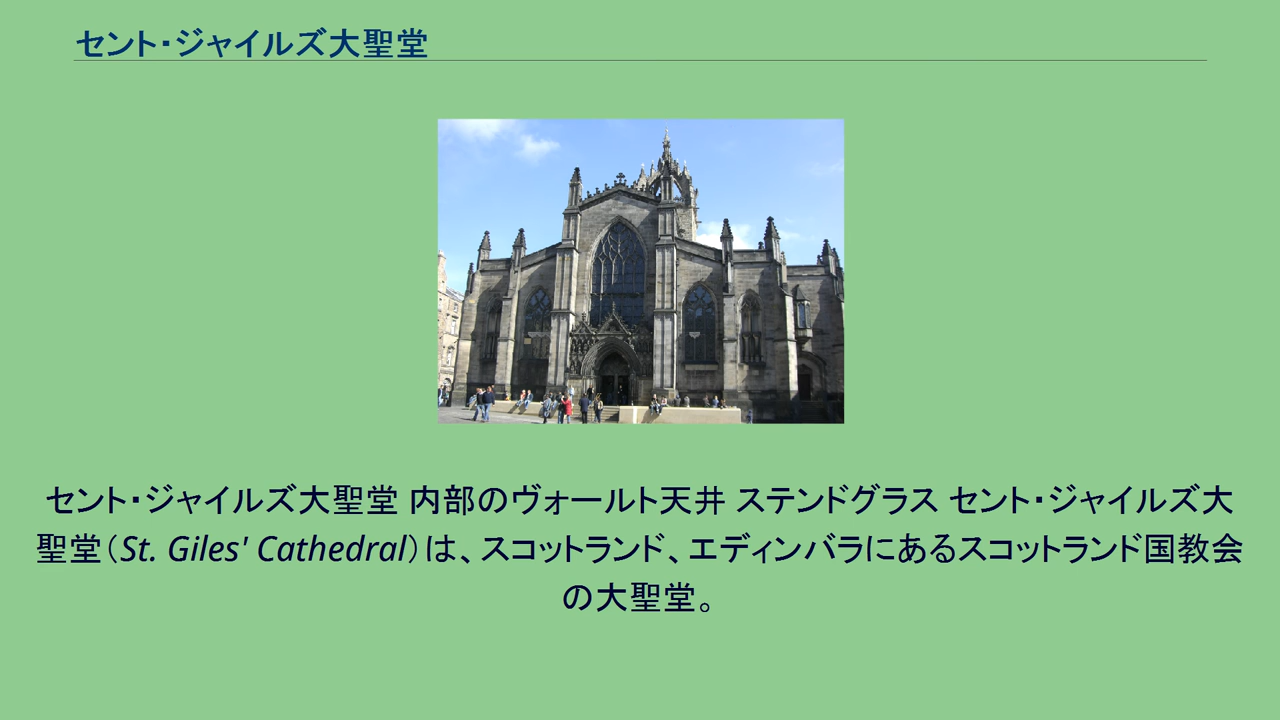 セント・ジャイルズ大聖堂
セント・ジャイルズ大聖堂 内部のヴォールト天井 ステンドグラス セント・ジャイルズ大
聖堂（St. Giles' Cathedral）は、スコットランド、エディンバラにあるスコットランド国教会
の大聖堂。